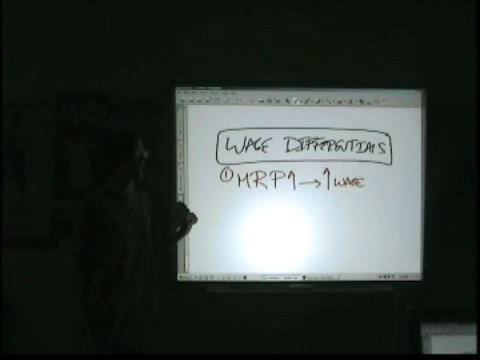 WAGE DIFFERENTIALS
① MRP↑ → ↑ WAGE